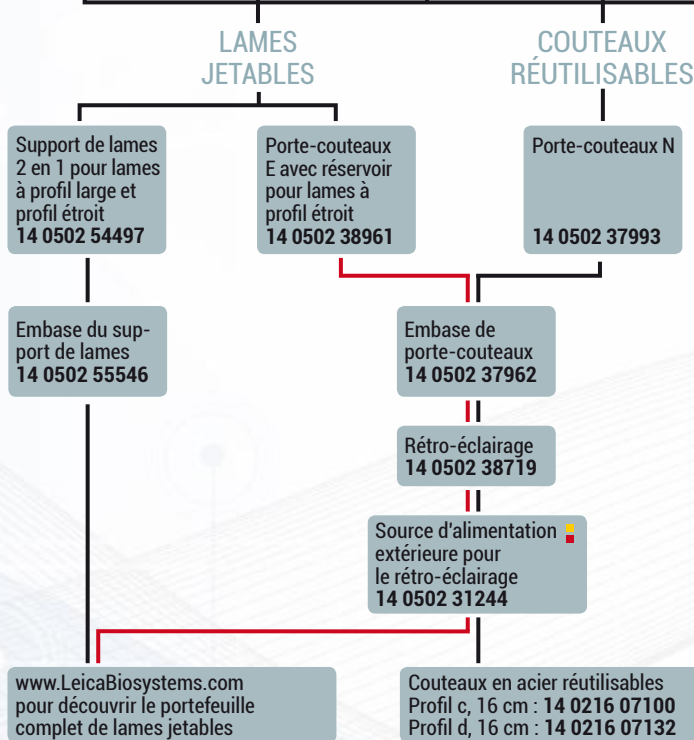 LAMES
JETABLES
COUTEAUX
RÉUTILISABLES
Support de lames
2 en 1 pour lames
à profil large et
profil étroit
14 0502 54497
Porte-couteaux
E avec réservoir
pour lames à
profil étroit
14 0502 38961
Porte-couteaux N
14 0502 37993
Embase du sup-
port de lames
14 0502 55546
Embase de
porte-couteaux
14 0502 37962
Rétro-éclairage
14 0502 38719
Source d'alimentation
extérieure pour
le rétro-éclairage
14 0502 31244
www.LeicaBiosystems.com
pour découvrir le portefeuille
complet de lames jetables
Couteaux en acier réutilisables
Profil c, 16 cm : 14 0216 07100
Profil d, 16 cm : 14 0216 07132